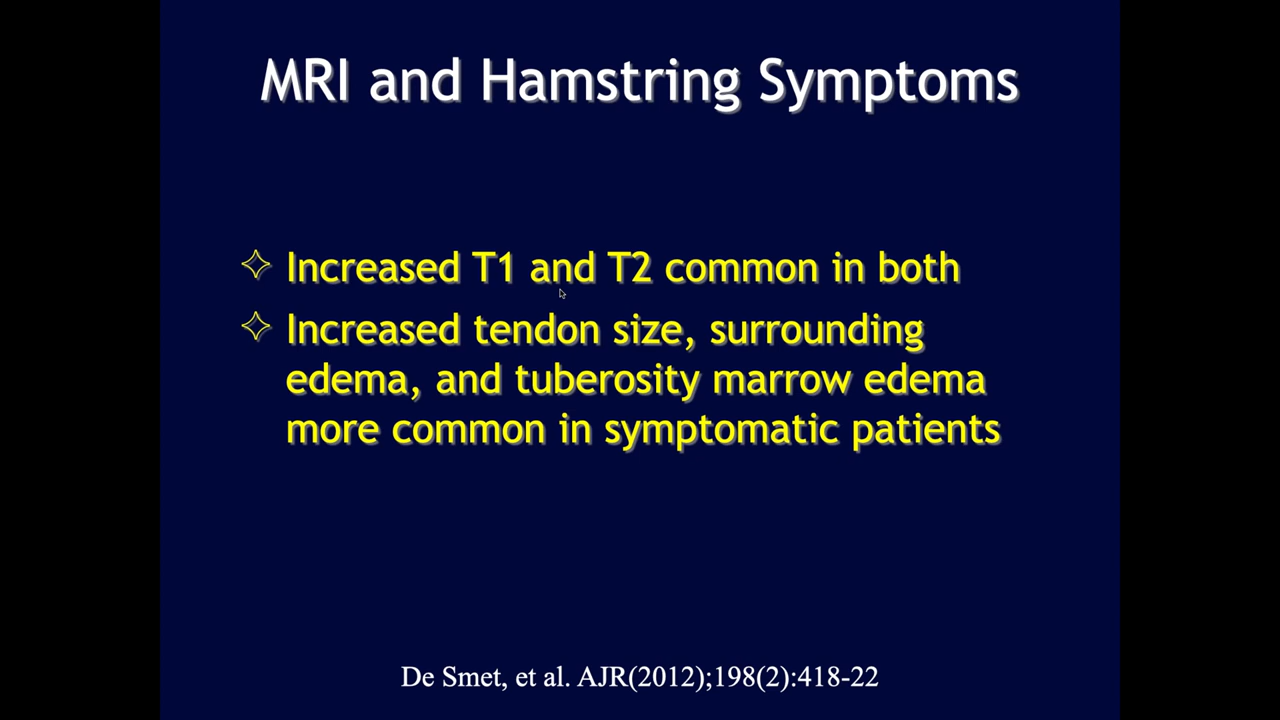 MRI and Hamstring Symptoms
Increased T1 and T2 common in both
Increased tendon size, surrounding
edema, and tuberosity marrow edema
more common in symptomatic patients
De Smet, et al. AJR(2012);198(2):418-22